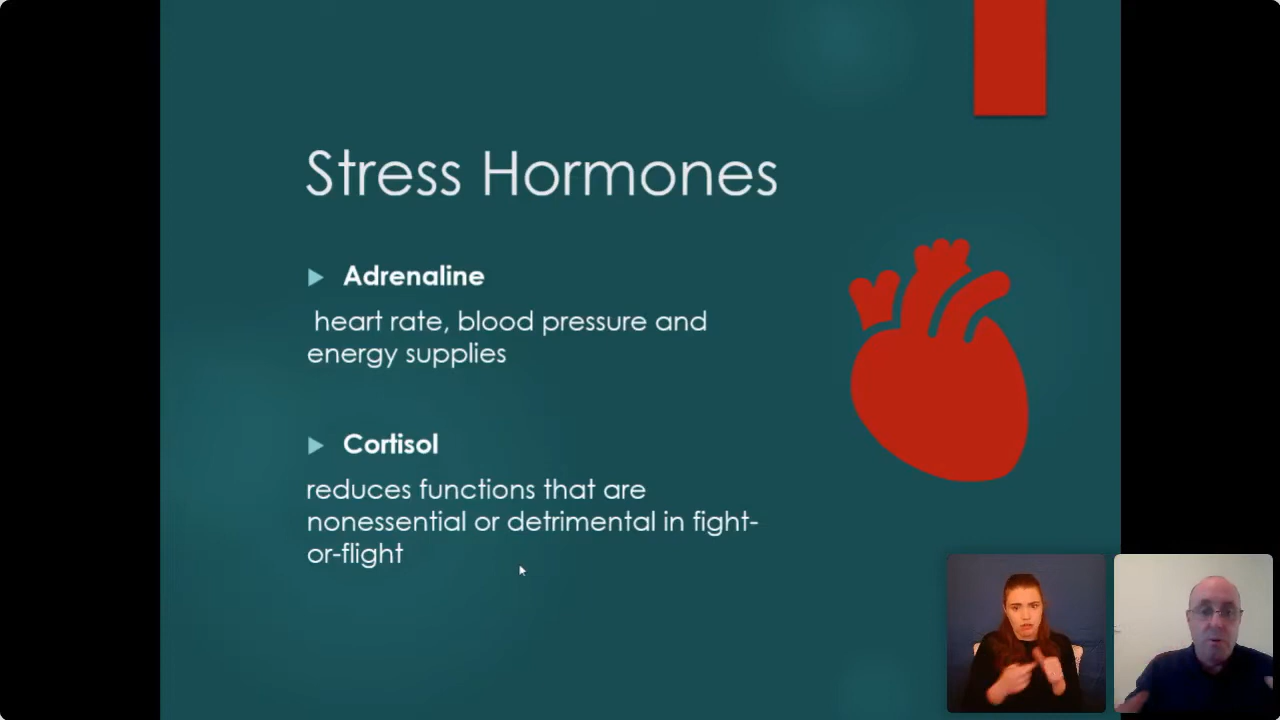 Stress Hormones
Adrenaline
heart rate, blood pressure and
energy supplies
Cortisol
reduces functions that are
nonessential or detrimental in fight-
or-flight